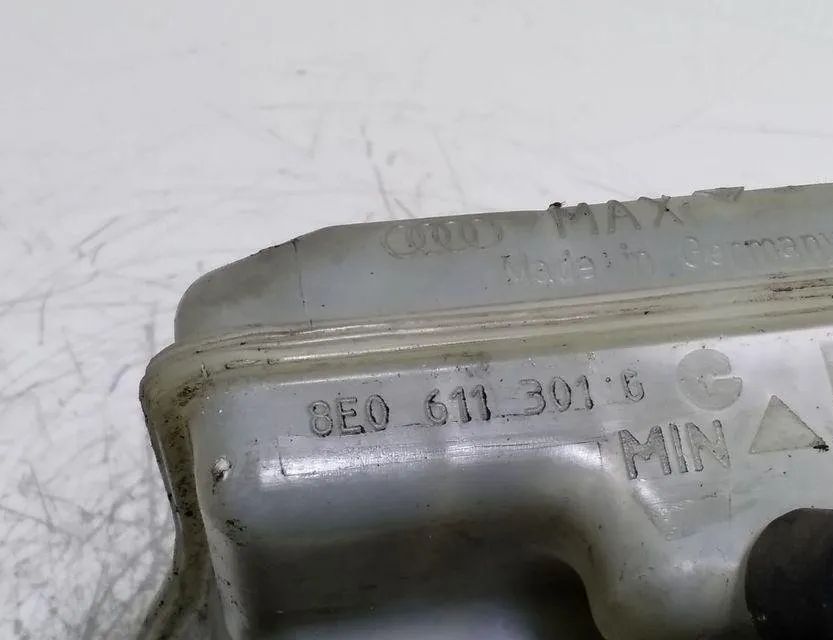 MAX
Made in Germany
8E0 611 301 G
MIN